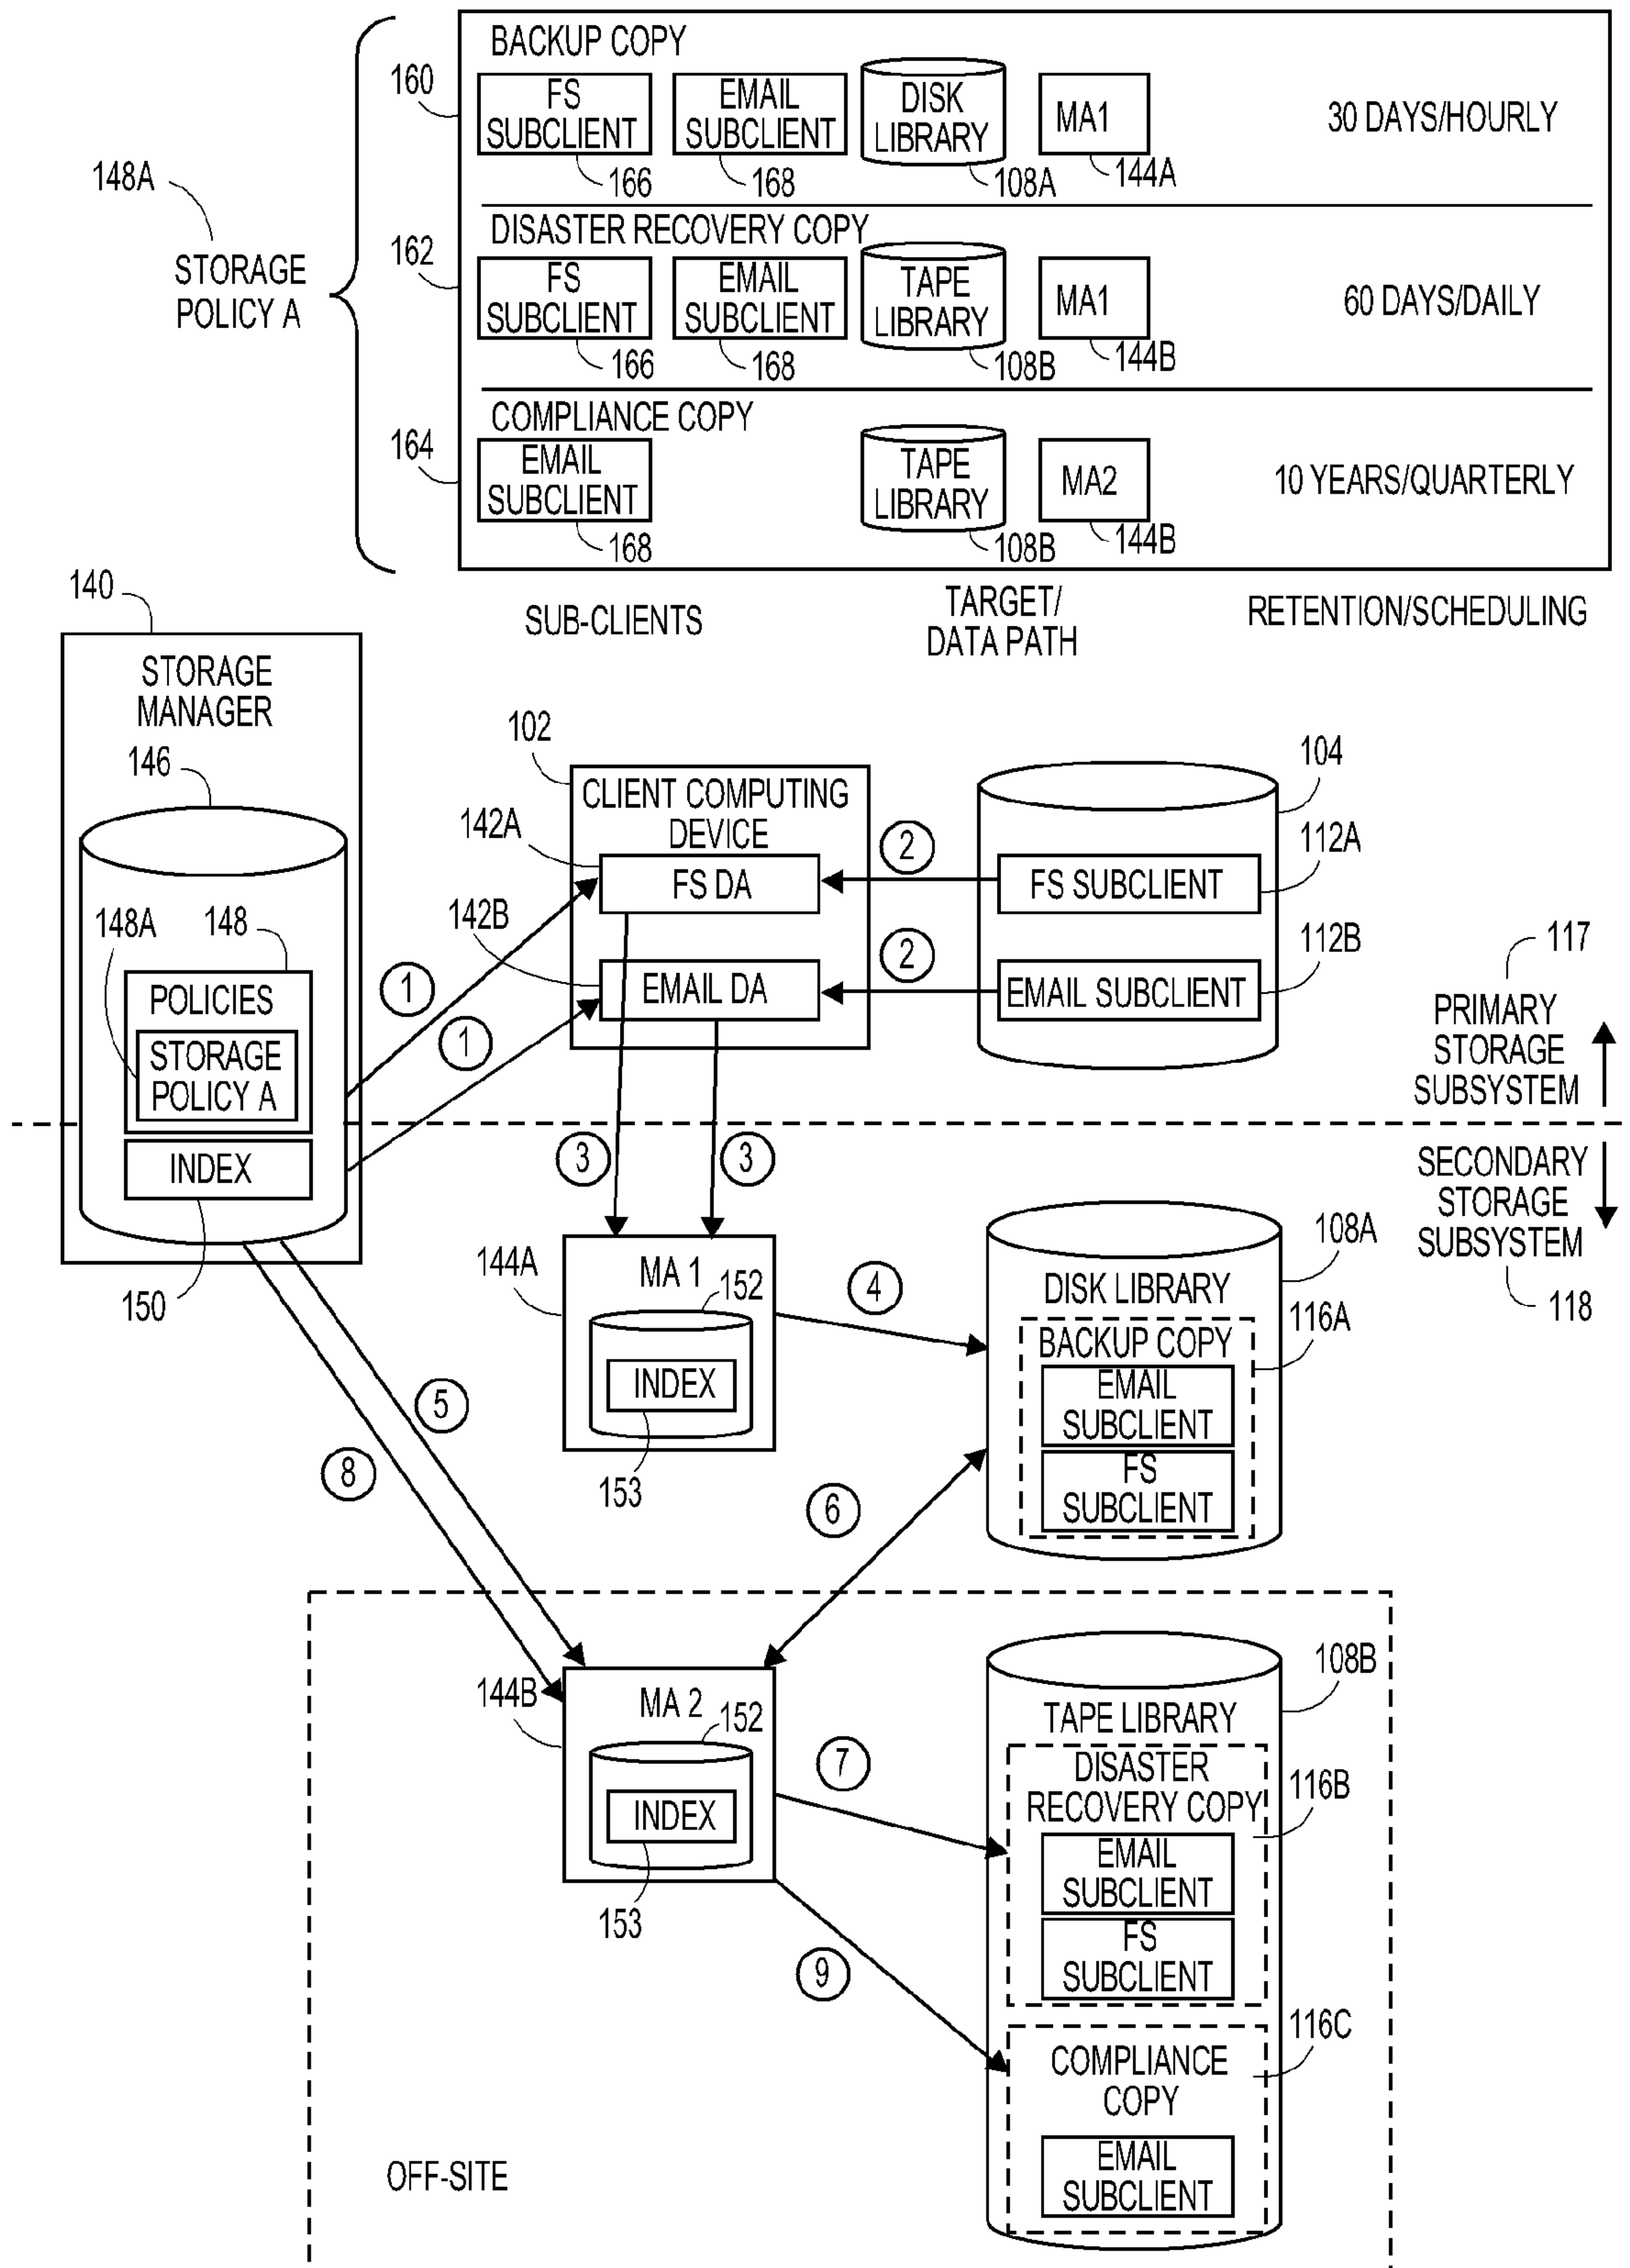 BACKUP COPY
160
FS
SUBCLIENT
166
EMAIL
SUBCLIENT
168
DISK
LIBRARY
108A
MA1
144A
30 DAYS/HOURLY
148A
STORAGE
POLICY A
DISASTER RECOVERY COPY
162
FS
SUBCLIENT
166
EMAIL
SUBCLIENT
168
TAPE
LIBRARY
108B
MA1
144B
60 DAYS/DAILY
COMPLIANCE COPY
164
EMAIL
SUBCLIENT
168
TAPE
LIBRARY
108B
MA2
144B
10 YEARS/QUARTERLY
SUB-CLIENTS
TARGET/
DATA PATH
RETENTION/SCHEDULING
140
STORAGE
MANAGER
146
148A
148
POLICIES
STORAGE
POLICY A
INDEX
150
1
1
102
CLIENT COMPUTING
DEVICE
142A
FS DA
142B
EMAIL DA
2
2
104
FS SUBCLIENT
112A
EMAIL SUBCLIENT
112B
117
PRIMARY
STORAGE
SUBSYSTEM
SECONDARY
STORAGE
SUBSYSTEM
118
3
3
144A
MA 1
152
INDEX
153
4
108A
DISK LIBRARY
116A
BACKUP COPY
EMAIL
SUBCLIENT
FS
SUBCLIENT
5
8
6
144B
MA 2
152
INDEX
153
7
9
108B
TAPE LIBRARY
DISASTER
RECOVERY COPY
116B
EMAIL
SUBCLIENT
FS
SUBCLIENT
116C
COMPLIANCE
COPY
EMAIL
SUBCLIENT
OFF-SITE